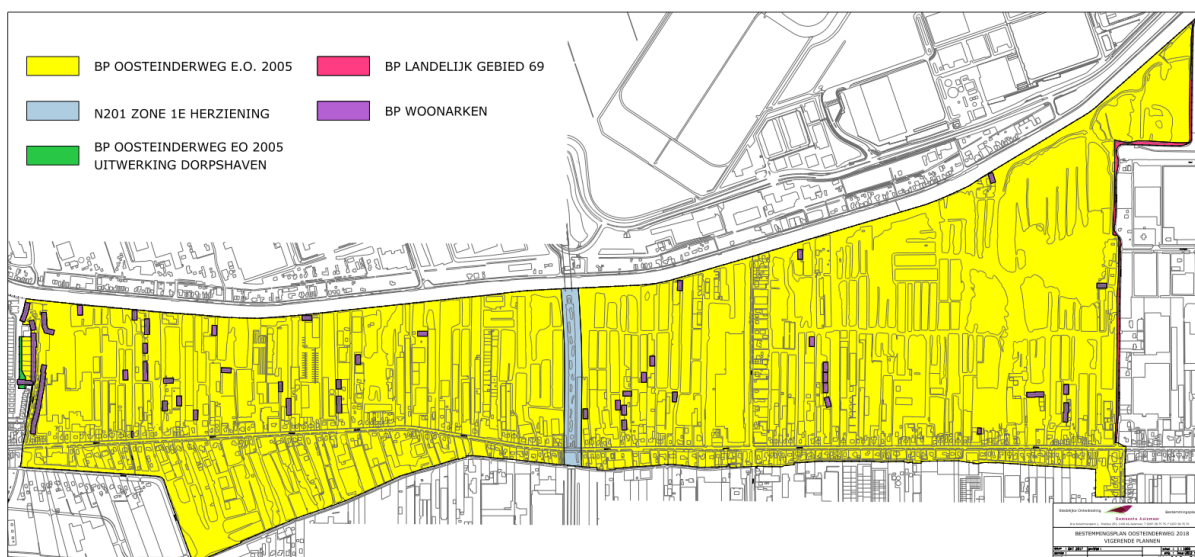 BP OOSTEINDERWEG E.O. 2005
N201 ZONE 1E HERZIENING
BP OOSTEINDERWEG EO 2005
UITWERKING DORPSHAVEN
BP LANDELIJK GEBIED 69
BP WOONARKEN
Gemeente Aalsmeer
BESTEMMINGSPLAN OOSTEINDERWEG 2018
VIGERENDE PLANNEN